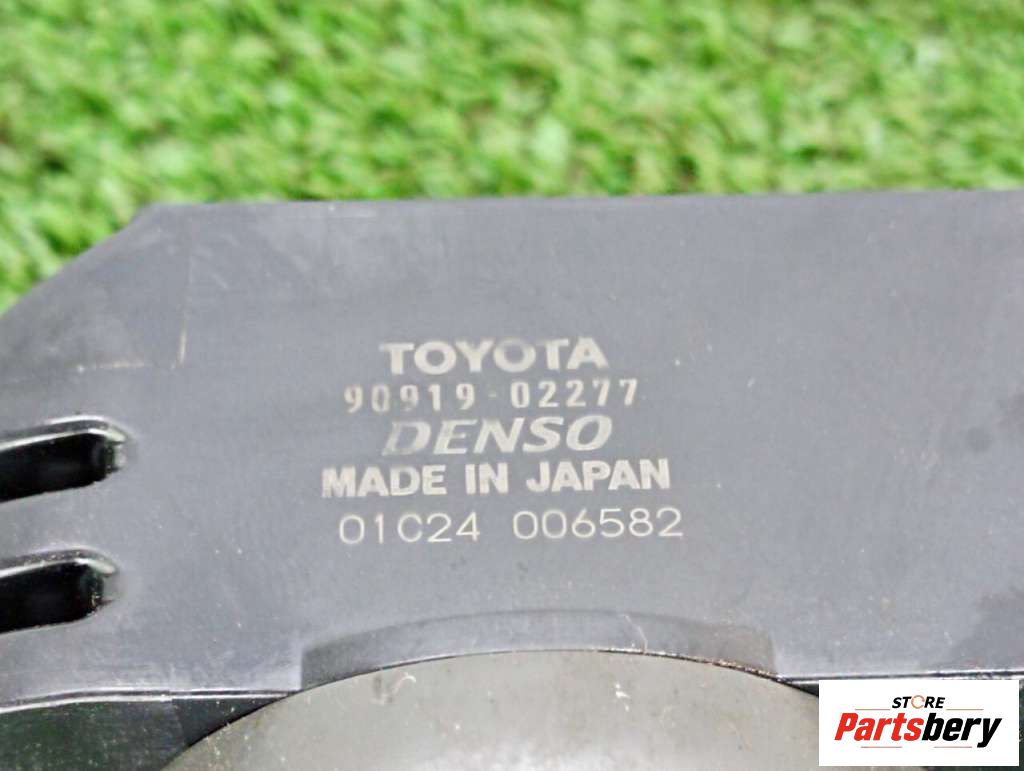 TOYOTA
90919-02277
DENSO
MADE IN JAPAN
01C24 006582
STORE
Partsbery